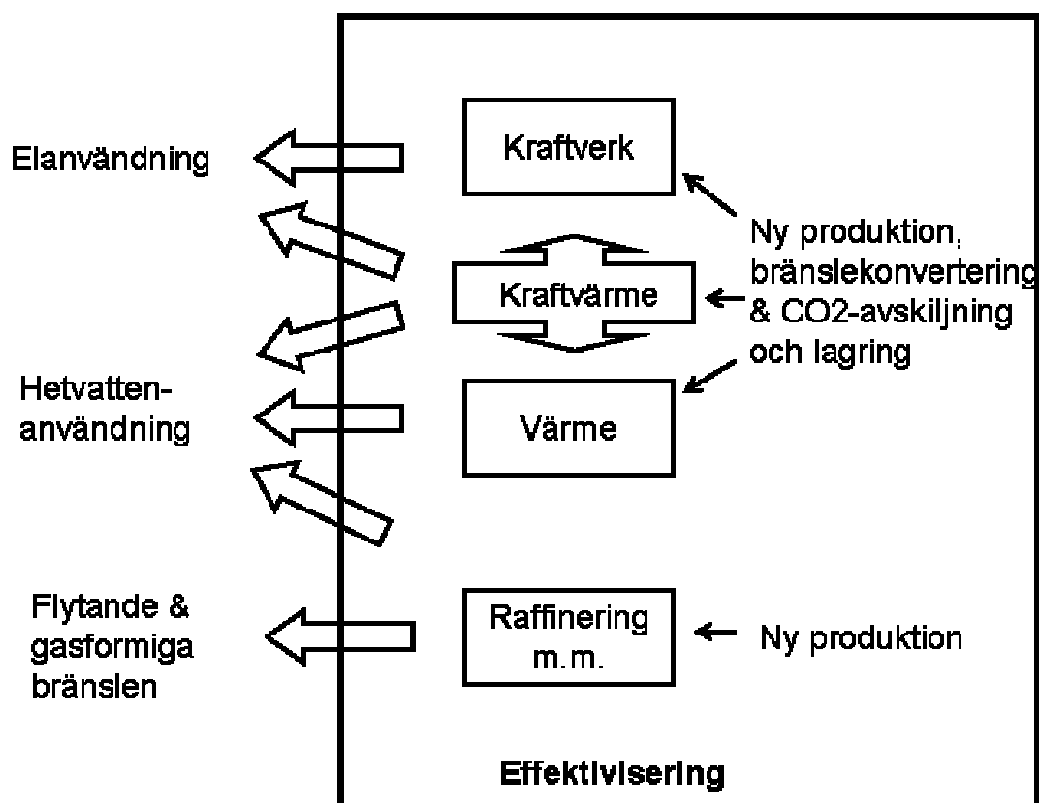 Elanvändning
Kraftverk
Ny produktion,
bränslekonvertering
& CO2-avskiljning
och lagring
Kraftvärme
Hetvatten-
användning
Värme
Flytande &
gasformiga
bränslen
Raffinering
m.m.
Ny produktion
Effektivisering